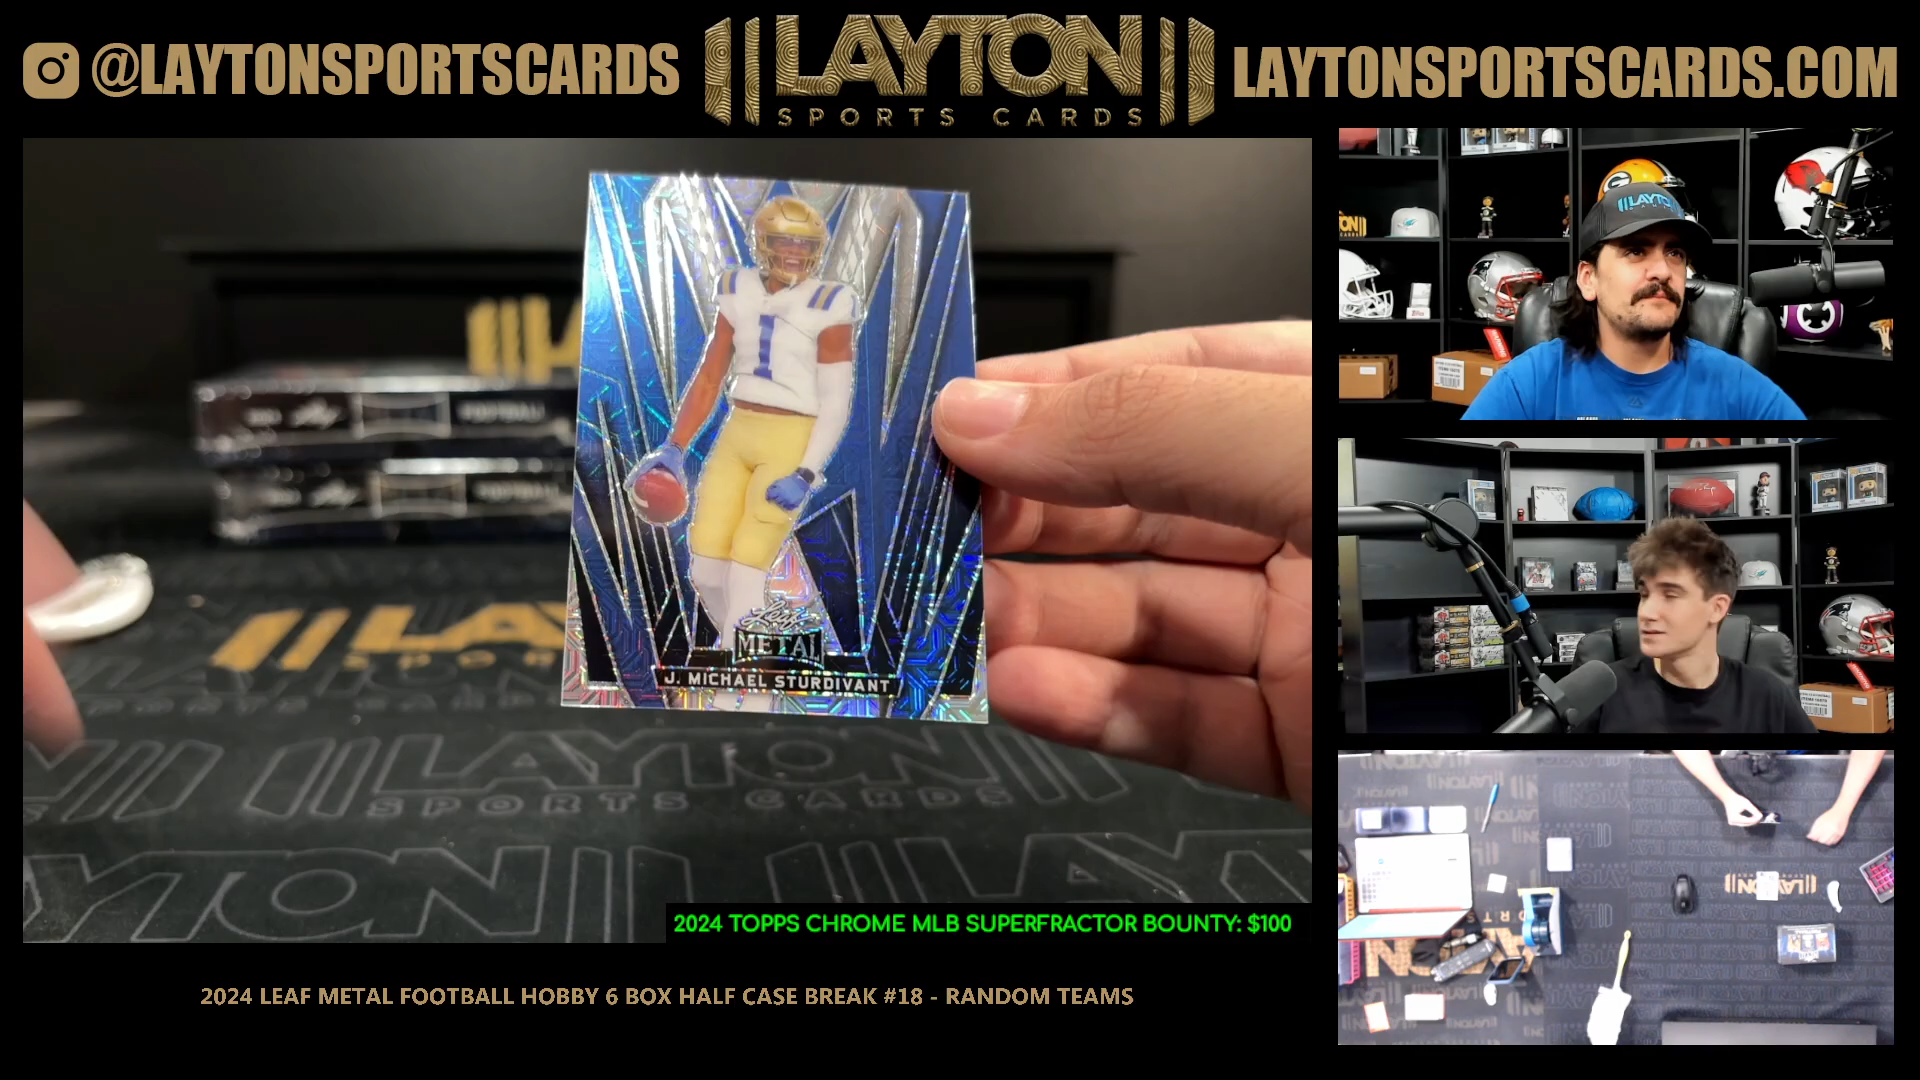 @LAYTONSPORTSCARDS
LAYTON
SPORTS CARDS
LAYTONSPORTSCARDS.COM
Leaf
METAL
J. MICHAEL STURDIVANT
1
FOOTBALL
LAYTON
SPORTS CARDS
2024 TOPPS CHROME MLB SUPERFRACTOR BOUNTY: $100
2024 LEAF METAL FOOTBALL HOBBY 6 BOX HALF CASE BREAK #18 - RANDOM TEAMS